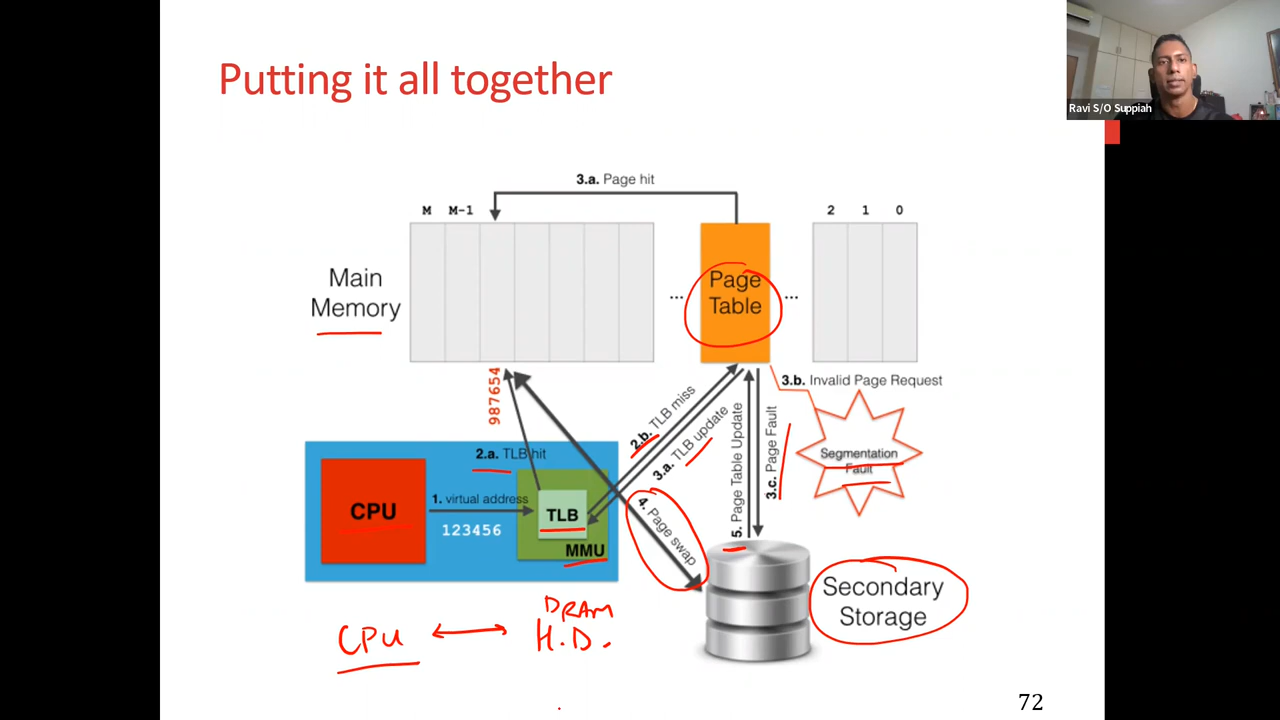 Ravi S/O Suppiah
Putting it all together
3.a. Page hit
M M-1
2 1 0
Main
Memory
...
Page
Table
...
987654
2.b. TLB miss
3.a. TLB update
5. Page Table Update
3.c. Page Fault
3.b. Invalid Page Request
Segmentation
Fault
2.a. TLB hit
CPU
1. virtual address
123456
TLB
MMU
4. Page swap
Secondary
Storage
DRAM
CPU H.D.
72